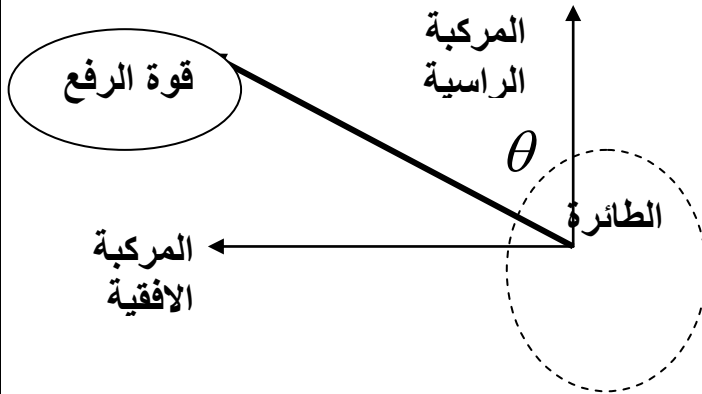 المركبة
الراسية
قوة الرفع
θ
الطائرة
المركبة
الافقية